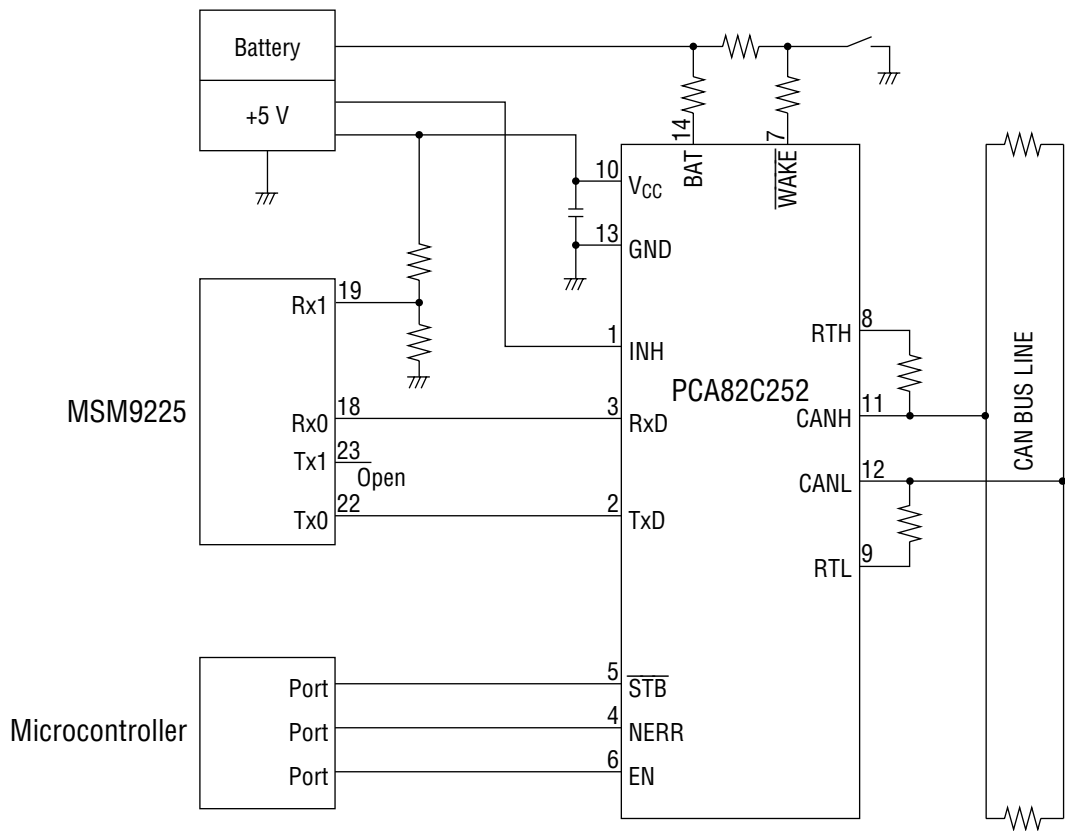 Battery
+5 V
14
BAT
7
WAKE
10
VCC
13
GND
MSM9225
Rx1
19
1
INH
Rx0
18
3
RxD
Tx1
23
Open
Tx0
22
2
TxD
PCA82C252
8
RTH
11
CANH
12
CANL
9
RTL
CAN BUS LINE
Microcontroller
Port
5
STB
Port
4
NERR
Port
6
EN